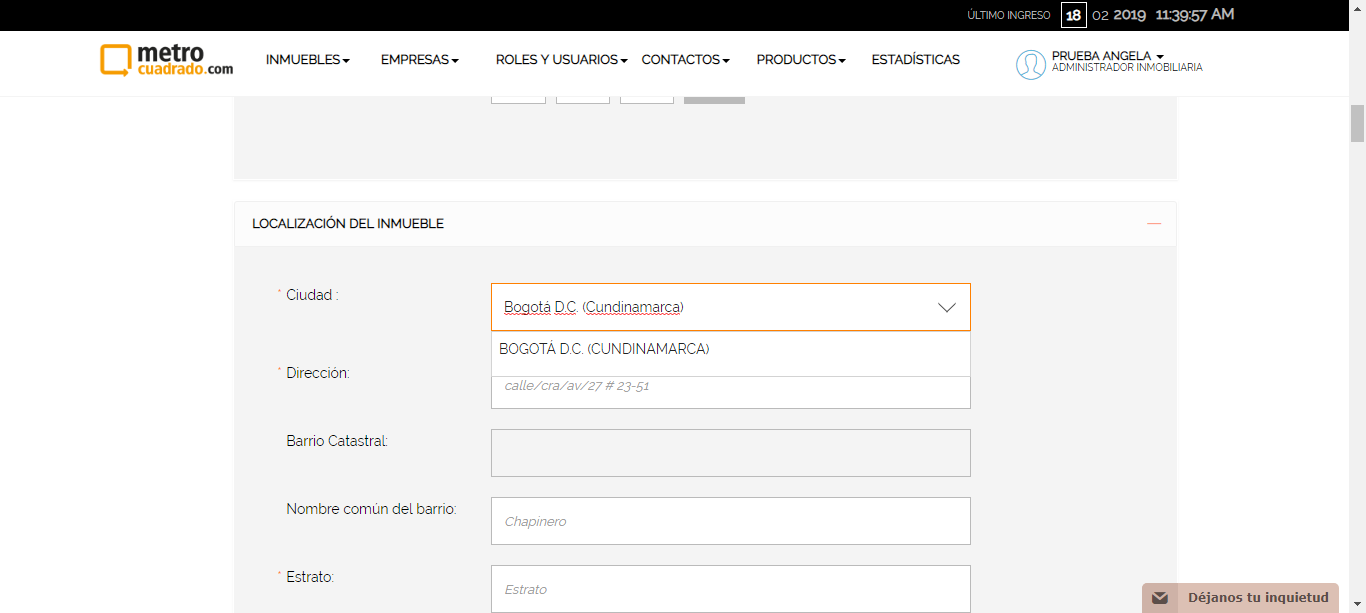 ÚLTIMO INGRESO 18 02 2019 11:39:57 AM
metro
cuadrado.com
INMUEBLES EMPRESAS ROLES Y USUARIOS CONTACTOS PRODUCTOS ESTADÍSTICAS
PRUEBA ANGELA
ADMINISTRADOR INMOBILIARIA
LOCALIZACIÓN DEL INMUEBLE
* Ciudad :
Bogotá D.C. (Cundinamarca)
BOGOTÁ D.C. (CUNDINAMARCA)
* Dirección:
calle/cra/av/27 # 23-51
Barrio Catastral:
Nombre común del barrio:
Chapinero
* Estrato:
Estrato
Déjanos tu inquietud